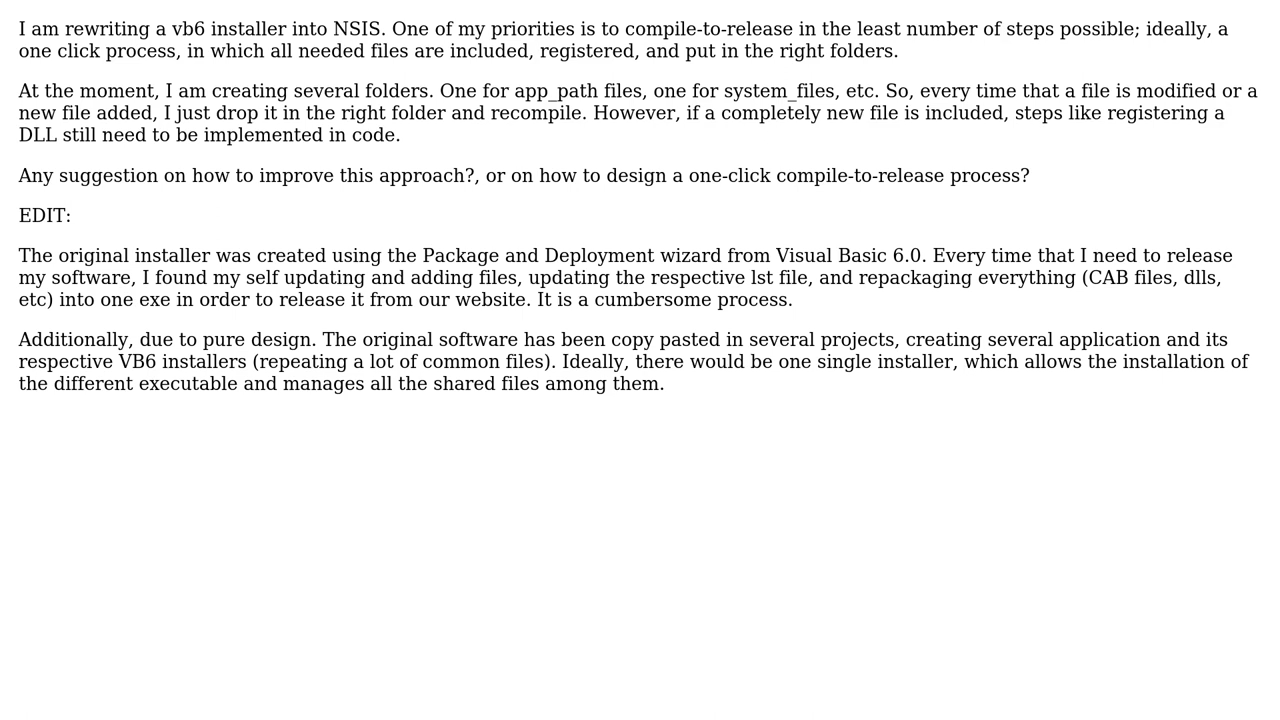 I am rewriting a vb6 installer into NSIS. One of my priorities is to compile-to-release in the least number of steps possible; ideally, a
one click process, in which all needed files are included, registered, and put in the right folders.
At the moment, I am creating several folders. One for app_path files, one for system_files, etc. So, every time that a file is modified or a
new file added, I just drop it in the right folder and recompile. However, if a completely new file is included, steps like registering a
DLL still need to be implemented in code.
Any suggestion on how to improve this approach?, or on how to design a one-click compile-to-release process?
EDIT:
The original installer was created using the Package and Deployment wizard from Visual Basic 6.0. Every time that I need to release
my software, I found my self updating and adding files, updating the respective lst file, and repackaging everything (CAB files, dlls,
etc) into one exe in order to release it from our website. It is a cumbersome process.
Additionally, due to pure design. The original software has been copy pasted in several projects, creating several application and its
respective VB6 installers (repeating a lot of common files). Ideally, there would be one single installer, which allows the installation of
the different executable and manages all the shared files among them.